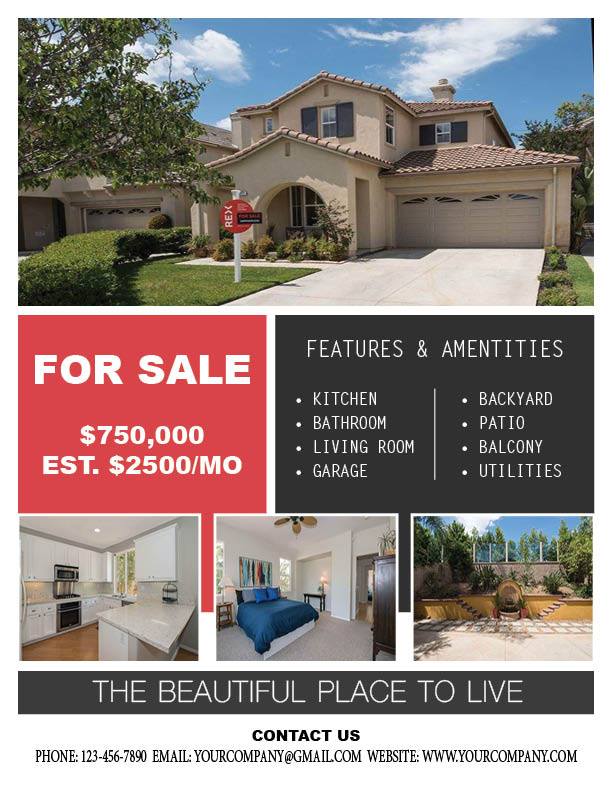 REX
FOR SALE
FOR SALE
$750,000
EST. $2500/MO
FEATURES & AMENTITIES
• KITCHEN
• BATHROOM
• LIVING ROOM
• GARAGE
• BACKYARD
• PATIO
• BALCONY
• UTILITIES
THE BEAUTIFUL PLACE TO LIVE
CONTACT US
PHONE: 123-456-7890 EMAIL: YOURCOMPANY@GMAIL.COM WEBSITE: WWW.YOURCOMPANY.COM